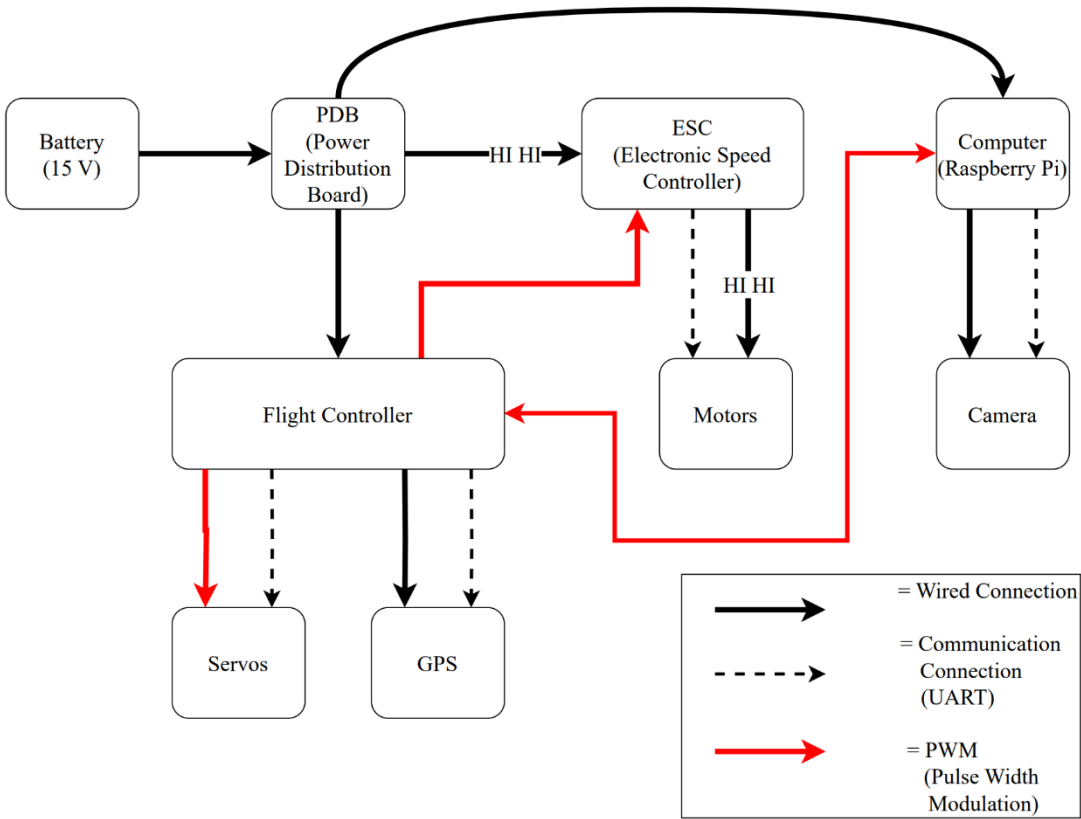 Battery
(15 V)
PDB
(Power
Distribution
Board)
HI HI
ESC
(Electronic Speed
Controller)
Computer
(Raspberry Pi)
HI HI
Flight Controller
Motors
Camera
Servos
GPS
= Wired Connection
= Communication
Connection
(UART)
= PWM
(Pulse Width
Modulation)